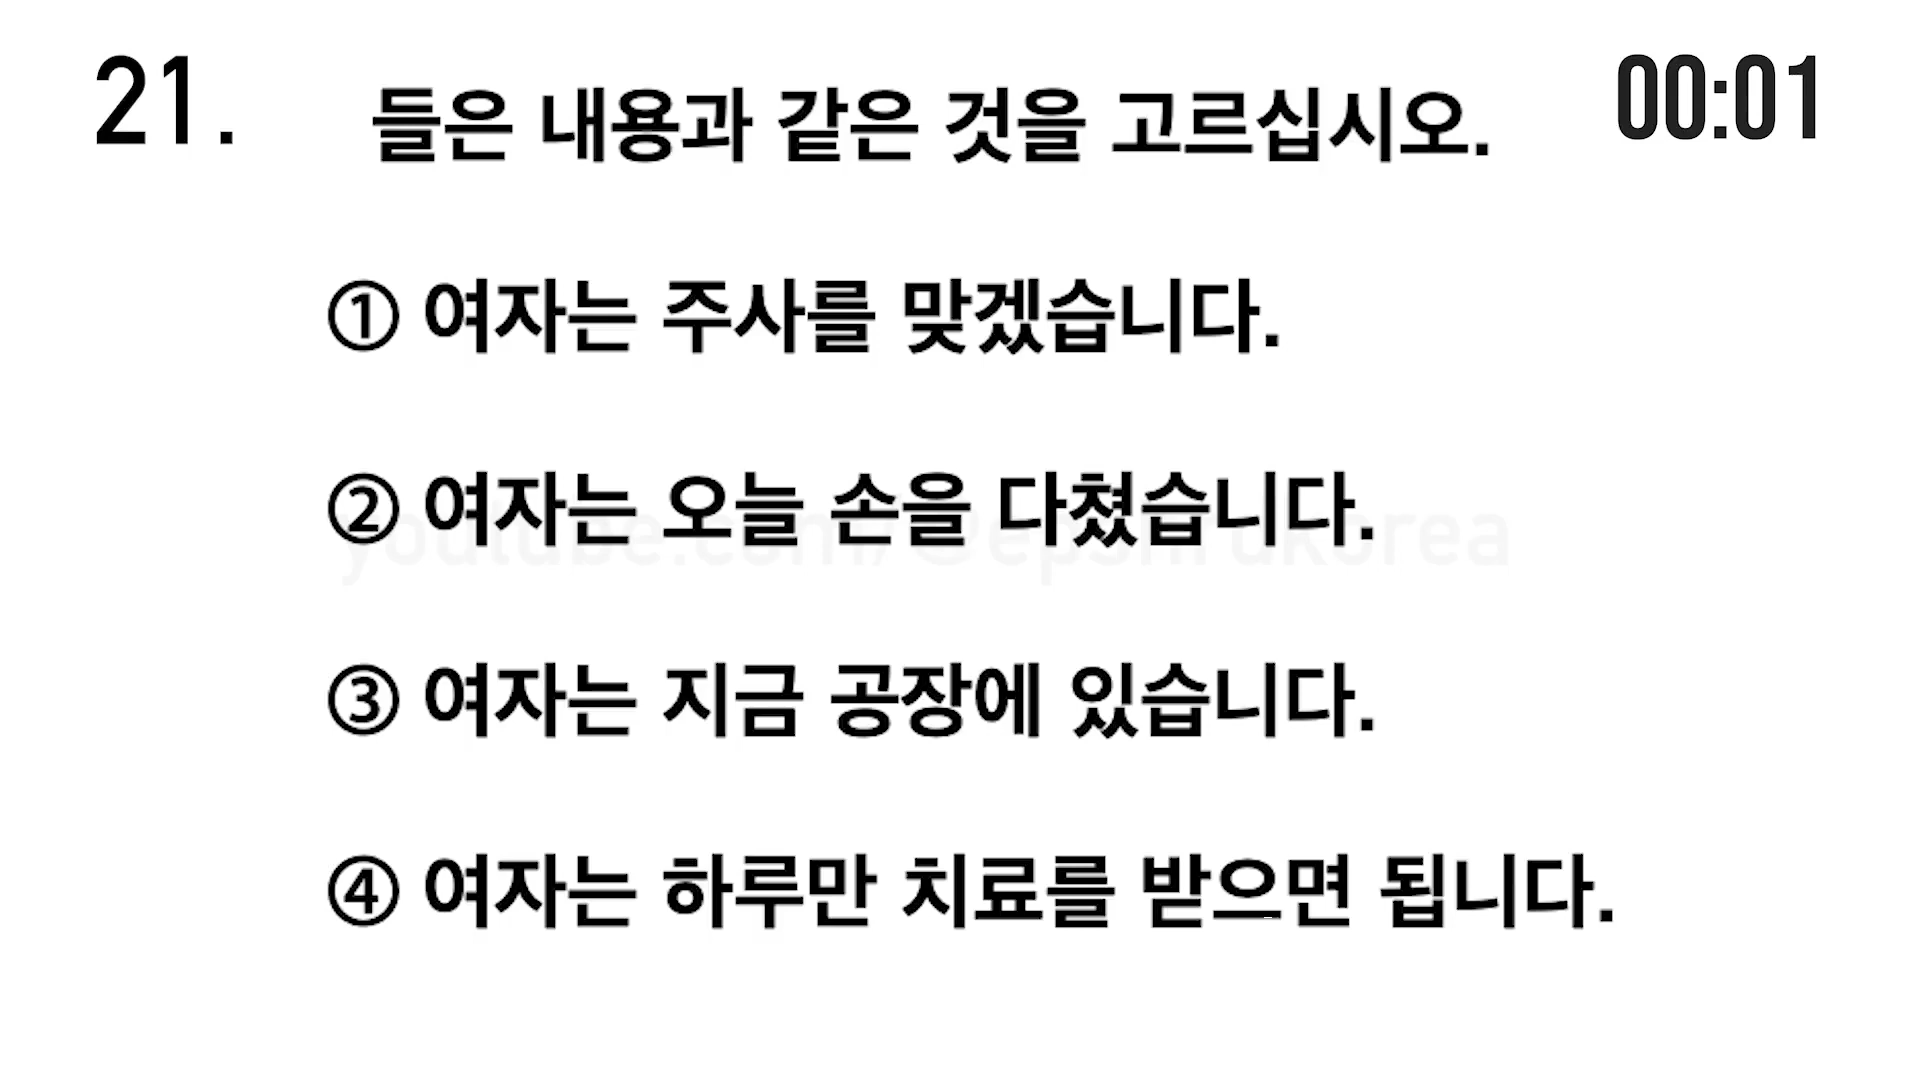 21. 들은 내용과 같은 것을 고르십시오. 00:01
① 여자는 주사를 맞겠습니다.
② 여자는 오늘 손을 다쳤습니다.
③ 여자는 지금 공장에 있습니다.
④ 여자는 하루만 치료를 받으면 됩니다.